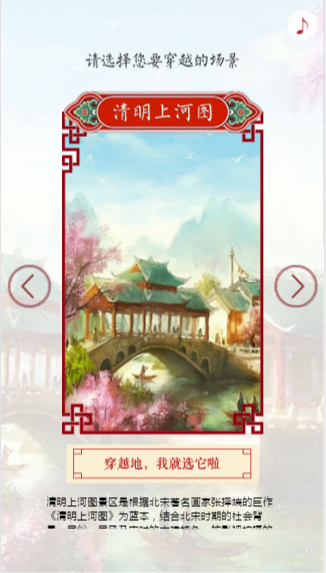 请选择您要穿越的场景
清明上河图
穿越地，我就选它啦
清明上河图景区是根据北宋著名画家张择端的巨作
《清明上河图》为蓝本，结合北宋时期的社会背